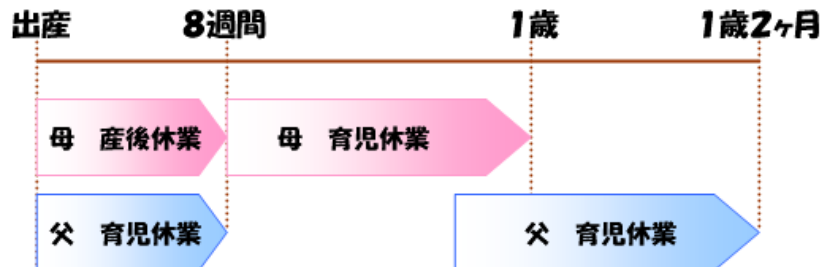 出産 8週間 1歳 1歳2ヶ月
母 産後休業 母 育児休業
父 育児休業 父 育児休業